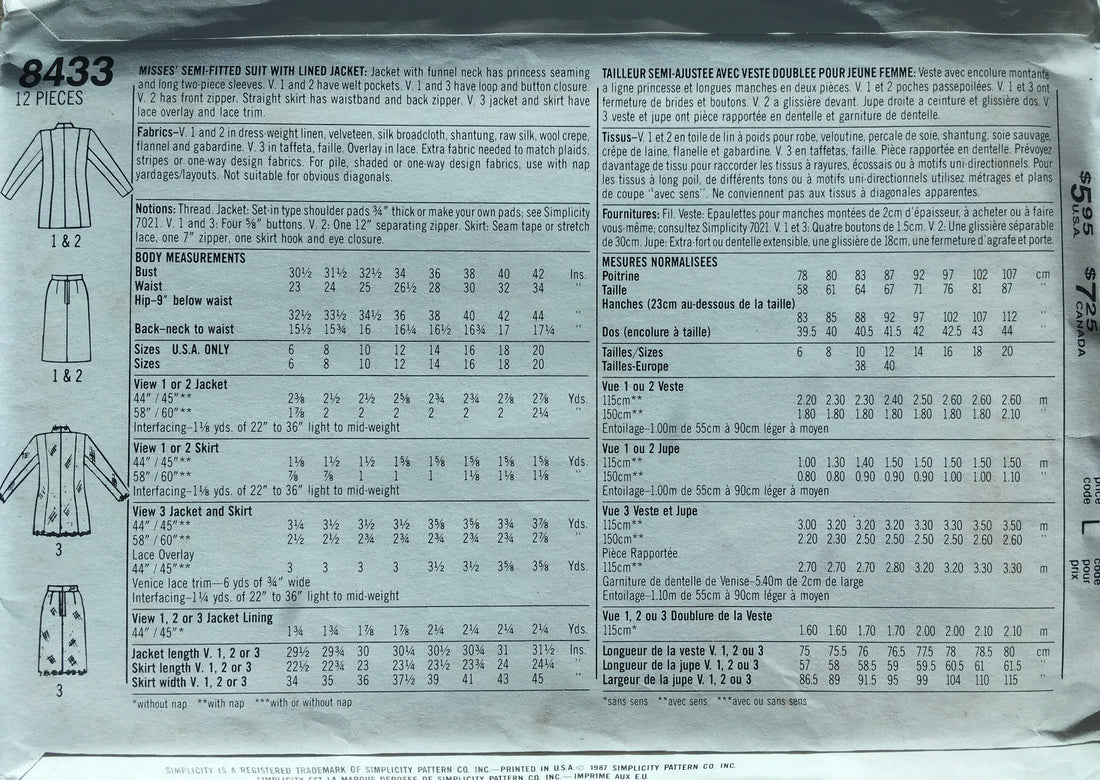 8433
12 PIECES
1 & 2
1 & 2
3
3
MISSES' SEMI-FITTED SUIT WITH LINED JACKET: Jacket with funnel neck has princess seaming
and long two-piece sleeves. V. 1 and 2 have welt pockets. V. 1 and 3 have loop and button closure.
V. 2 has front zipper. Straight skirt has waistband and back zipper. V. 3 jacket and skirt have
lace overlay and lace trim.
Fabrics–V. 1 and 2 in dress-weight linen, velveteen, silk broadcloth, shantung, raw silk, wool crepe,
flannel and gabardine. V. 3 in taffeta, faille. Overlay in lace. Extra fabric needed to match plaids,
stripes or one-way design fabrics. For pile, shaded or one-way design fabrics, use with nap
yardages/layouts. Not suitable for obvious diagonals.
Notions: Thread. Jacket: Set-in type shoulder pads ¾" thick or make your own pads; see Simplicity
7021. V. 1 and 3: Four ⅝" buttons. V. 2: One 12" separating zipper. Skirt: Seam tape or stretch
lace, one 7" zipper, one skirt hook and eye closure.
BODY MEASUREMENTS
Bust 30½ 31½ 32½ 34 36 38 40 42 Ins.
Waist 23 24 25 26½ 28 30 32 34 "
Hip–9" below waist
32½ 33½ 34½ 36 38 40 42 44 "
Back–neck to waist 15½ 15¾ 16 16¼ 16½ 16¾ 17 17¼ "
Sizes U.S.A. ONLY 6 8 10 12 14 16 18 20
Sizes 6 8 10 12 14 16 18 20
View 1 or 2 Jacket
44" / 45"** 2⅜ 2½ 2½ 2⅝ 2¾ 2¾ 2⅞ 2⅞ Yds.
58" / 60"** 1⅞ 2 2 2 2 2 2 2¼ "
Interfacing–1⅛ yds. of 22" to 36" light to mid-weight
View 1 or 2 Skirt
44" / 45"** 1⅛ 1½ 1½ 1⅝ 1⅝ 1⅝ 1⅝ 1⅝ Yds.
58" / 60"** ⅞ ⅞ 1 1 1 1⅛ 1⅛ 1⅛ "
Interfacing–1⅛ yds. of 22" to 36" light to mid-weight
View 3 Jacket and Skirt
44" / 45"** 3¼ 3½ 3½ 3½ 3⅝ 3⅝ 3¾ 3⅞ Yds.
58" / 60"** 2½ 2½ 2¾ 2¾ 2¾ 2¾ 2¾ 2⅞ "
Lace Overlay
44" / 45"** 3 3 3 3 3½ 3½ 3⅝ 3⅝ Yds.
Venice lace trim—6 yds of ¾" wide
Interfacing–1¼ yds. of 22" to 36" light to mid-weight
View 1, 2 or 3 Jacket Lining
44" / 45"* 1¾ 1¾ 1⅞ 1⅞ 2¼ 2¼ 2¼ 2¼ Yds.
Jacket length V. 1, 2 or 3 29½ 29¾ 30 30¼ 30½ 30¾ 31 31½ Ins.
Skirt length V. 1, 2 or 3 22½ 22¾ 23 23¼ 23½ 23¾ 24 24¼ "
Skirt width V. 1, 2 or 3 34 35 36 37½ 39 41 43 45 "
*without nap **with nap ***with or without nap
TAILLEUR SEMI-AJUSTEE AVEC VESTE DOUBLEE POUR JEUNE FEMME: Veste avec encolure montante
a ligne princesse et longues manches en deux pièces. V. 1 et 2 poches passepoilées. V. 1 et 3 ont
fermeture de brides et boutons. V. 2 a glissière devant. Jupe droite a ceinture et glissière dos. V.
3 veste et jupe ont pièce rapportée en dentelle et garniture de dentelle.
Tissus–V. 1 et 2 en toile de lin à poids pour robe, veloutine, percale de soie, shantung, soie sauvage,
crêpe de laine, flanelle et gabardine. V. 3 en taffetas, faille. Pièce rapportée en dentelle. Prévoyez
davantage de tissu pour raccorder les tissus à rayures, écossais ou à motifs uni-directionnels. Pour
les tissus à long poil, de différents tons ou à motifs uni-directionnels utilisez métrages et plans
de coupe "avec sens". Ne conviennent pas aux tissus à diagonales apparentes.
Fournitures: Fil. Veste: Epaulettes pour manches montées de 2cm d'épaisseur, à acheter ou à faire
vous-même; consultez Simplicity 7021. V. 1 et 3: Quatre boutons de 1.5cm. V. 2: Une glissière séparable
de 30cm. Jupe: Extra-fort ou dentelle extensible, une glissière de 18cm, une fermeture d'agrafe et porte.
MESURES NORMALISEES
Poitrine 78 80 83 87 92 97 102 107 cm
Taille 58 61 64 67 71 76 81 87 "
Hanches (23cm au-dessous de la taille)
83 85 88 92 97 102 107 112 "
Dos (encolure à taille) 39.5 40 40.5 41.5 42 42.5 43 44 "
Tailles/Sizes 6 8 10 12 14 16 18 20
Tailles-Europe 38 40
Vue 1 ou 2 Veste
115cm** 2.20 2.30 2.30 2.40 2.50 2.60 2.60 2.60 m
150cm** 1.80 1.80 1.80 1.80 1.80 1.80 1.80 2.10 "
Entoilage–1.00m de 55cm à 90cm léger à moyen
Vue 1 ou 2 Jupe
115cm** 1.00 1.30 1.40 1.50 1.50 1.50 1.50 1.50 m
150cm** 0.80 0.80 0.90 0.90 0.90 1.00 1.00 1.10 "
Entoilage–1.00m de 55cm à 90cm léger à moyen
Vue 3 Veste et Jupe
115cm** 3.00 3.20 3.20 3.20 3.30 3.30 3.50 3.50 m
150cm** 2.20 2.30 2.50 2.50 2.50 2.50 2.60 2.60 "
Pièce Rapportée
115cm** 2.70 2.70 2.70 2.80 3.20 3.20 3.30 3.30 m
Garniture de dentelle de Venise–5.40m de 2cm de large
Entoilage–1.10m de 55cm à 90cm léger à moyen
Vue 1, 2 ou 3 Doublure de la Veste
115cm* 1.60 1.60 1.70 1.70 2.00 2.00 2.10 2.10 m
Longueur de la veste V. 1, 2 ou 3 75 75.5 76 76.5 77.5 78 78.5 80 cm
Longueur de la jupe V. 1, 2 ou 3 57 58 58.5 59 59.5 60.5 61 61.5 "
Largeur de la jupe V. 1, 2 ou 3 86.5 89 91.5 95 99 104 110 115 "
*sans sens **avec sens ***avec ou sans sens
$5.95
U.S.A.
$7.25
CANADA
price
code
L
code
pour
prix
SIMPLICITY IS A REGISTERED TRADEMARK OF SIMPLICITY PATTERN CO. INC.—PRINTED IN U.S.A.© 1987 SIMPLICITY PATTERN CO. INC.
SIMPLICITY EST LA MARQUE DEPOSEE DE SIMPLICITY PATTERN CO. INC.—IMPRIME AUX E.U.